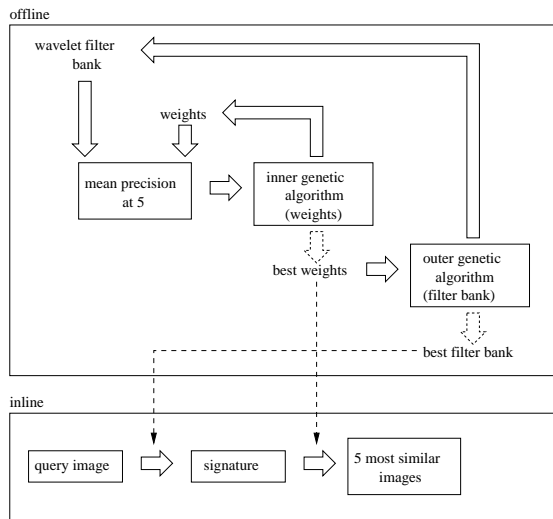 offline
wavelet filter
bank
weights
mean precision
at 5
inner genetic
algorithm
(weights)
best weights
outer genetic
algorithm
(filter bank)
best filter bank
inline
query image
signature
5 most similar
images